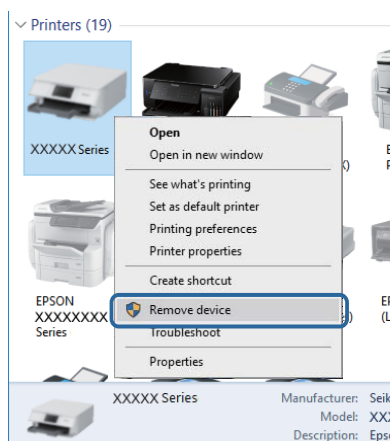 Printers (19)
XXXXX Series
Open
Open in new window
See what's printing
Set as default printer
Printing preferences
Printer properties
Create shortcut
Remove device
Troubleshoot
Properties
EPSON
XXXXXXXX
Series
XXXXX Series
Manufacturer:
Model:
Description: